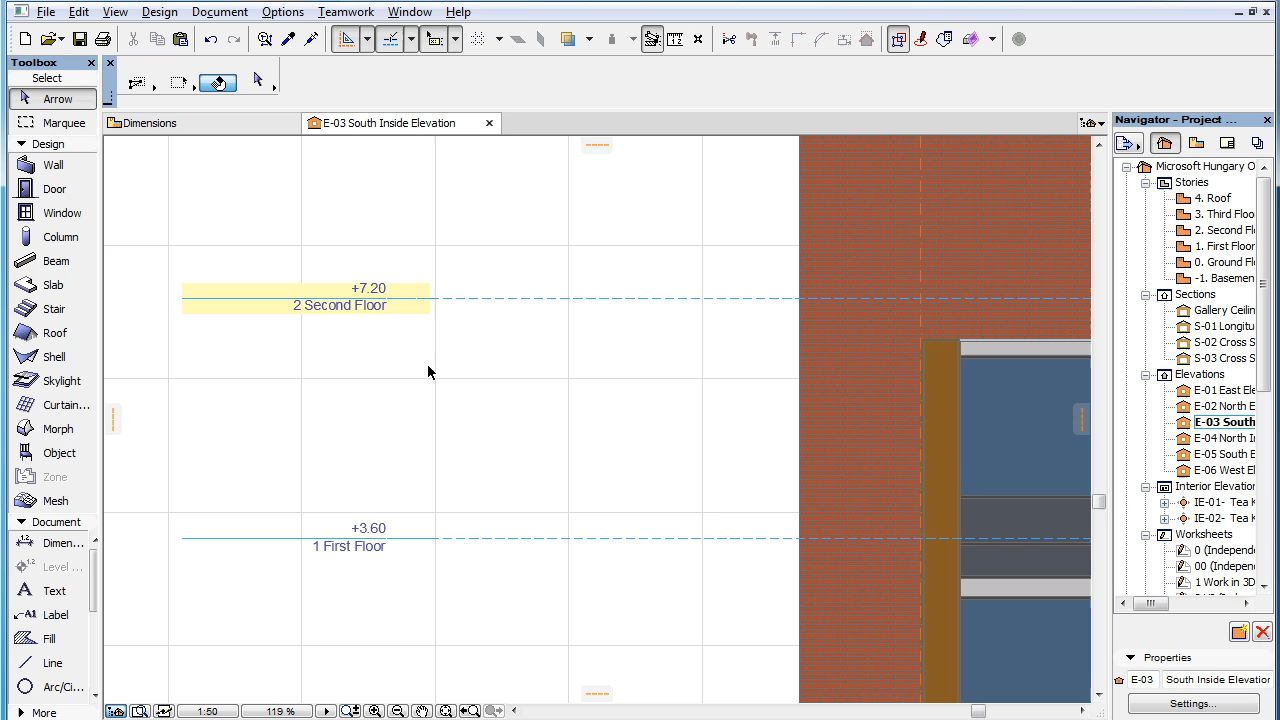 File Edit View Design Document Options Teamwork Window Help
Toolbox
Select
Arrow
Marquee
Design
Wall
Door
Window
Column
Beam
Slab
Stair
Roof
Shell
Skylight
Curtain...
Morph
Object
Zone
Mesh
Document
Dimen...
Level ...
Text
Label
Fill
Line
Arc/Ci...
More
Dimensions
E-03 South Inside Elevation
+7.20
2 Second Floor
+3.60
1 First Floor
1:50
119 %
Navigator - Project ...
Microsoft Hungary O
Stories
4. Roof
3. Third Floo
2. Second Fl
1. First Floor
0. Ground Fl
-1. Basemen
Sections
Gallery Ceilin
S-01 Longitu
S-02 Cross S
S-03 Cross S
Elevations
E-01 East Ele
E-02 North E
E-03 South
E-04 North I
E-05 South E
E-06 West El
Interior Elevation
IE-01- Tea K
IE-02- Tea K
Worksheets
0 (Independ
00 (Indepen
1 Work in 3D
Properties
E-03 South Inside Elevation
Settings...